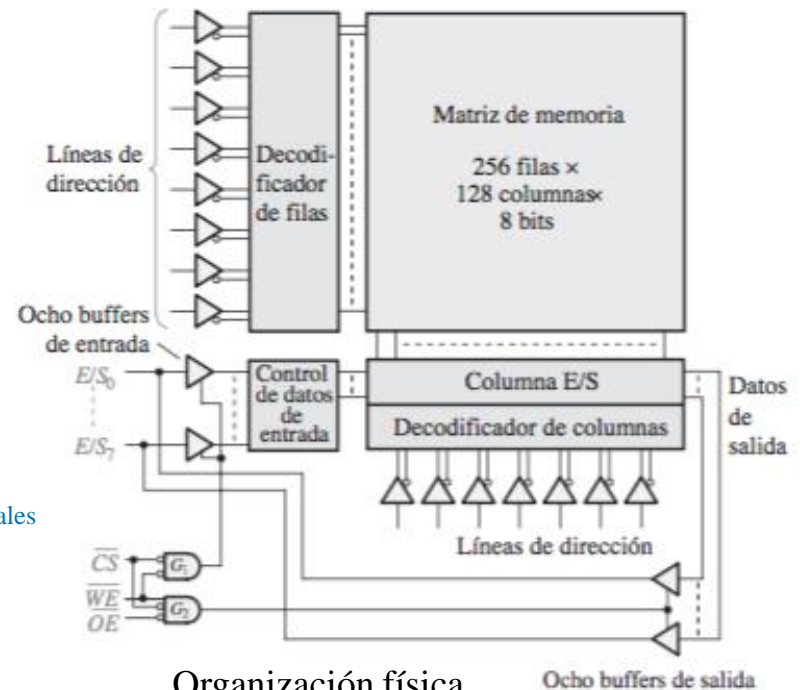 Líneas de
dirección
Decodi-
ficador
de filas
Matriz de memoria
256 filas ×
128 columnas×
8 bits
Ocho buffers
de entrada
E/S0
E/S7
Control
de datos
de
entrada
Columna E/S
Decodificador de columnas
Datos
de
salida
Líneas de dirección
ales
CS
WE
OE
G1
G2
Organización física
Ocho buffers de salida